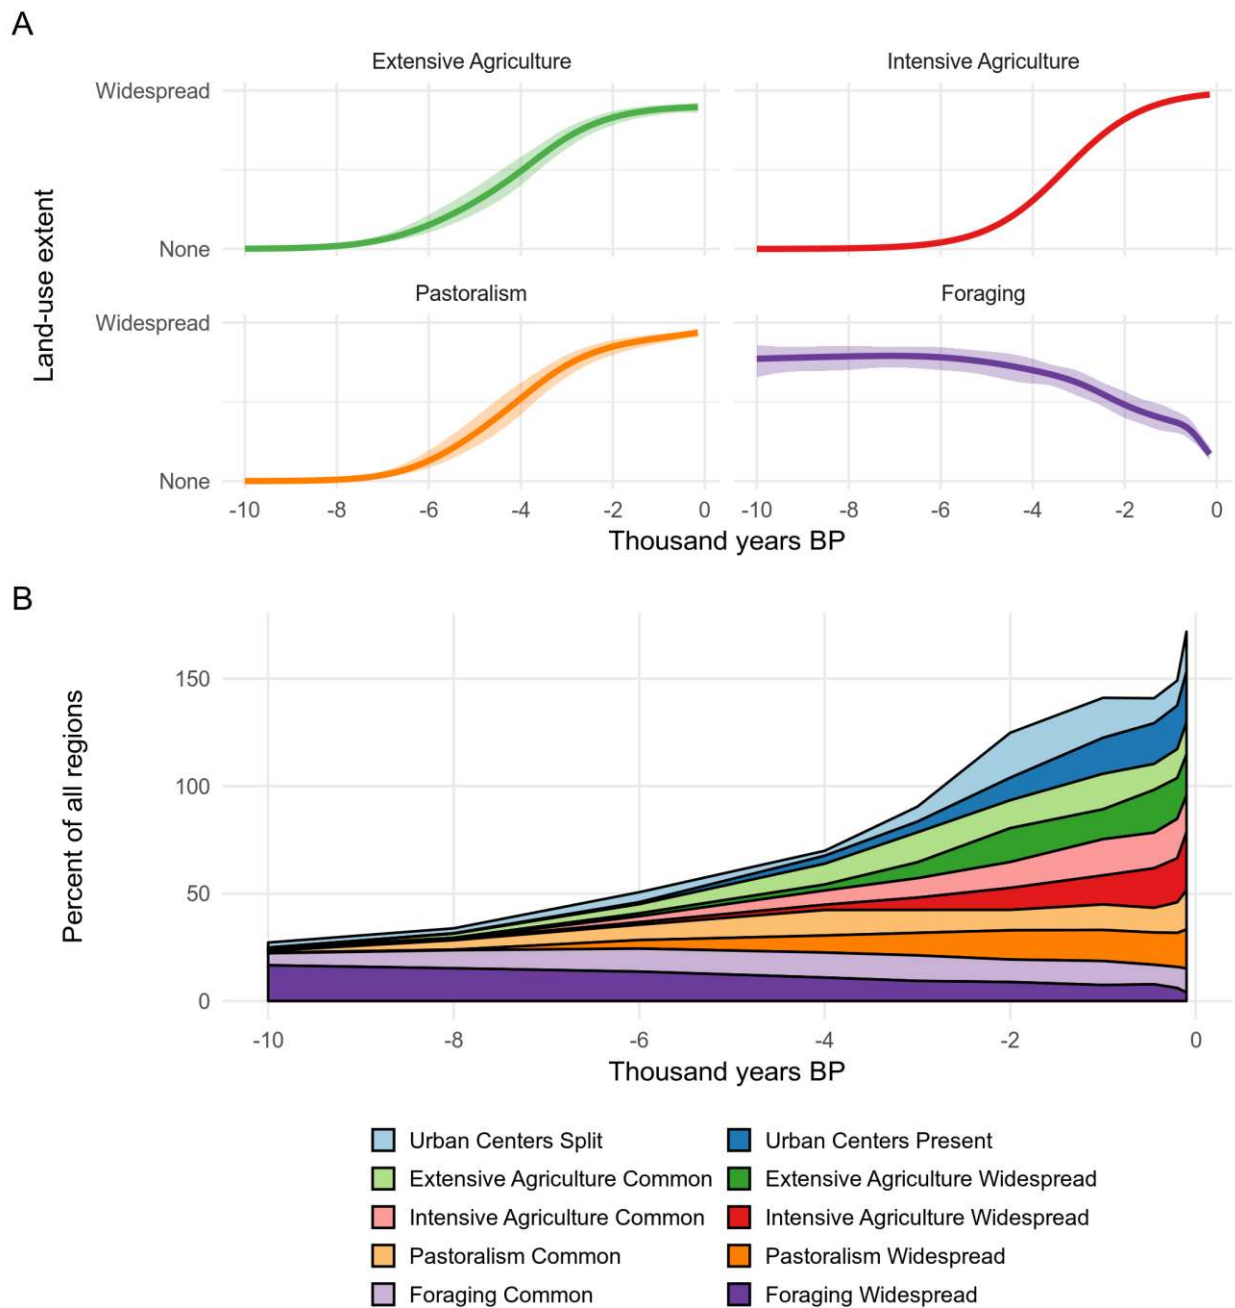 A
Extensive Agriculture
Intensive Agriculture
Widespread
None
Pastoralism
Foraging
Widespread
None
Land-use extent
-10 -8 -6 -4 -2 0
-10 -8 -6 -4 -2 0
Thousand years BP
B
150
100
50
0
Percent of all regions
-10 -8 -6 -4 -2 0
Thousand years BP
Urban Centers Split
Urban Centers Present
Extensive Agriculture Common
Extensive Agriculture Widespread
Intensive Agriculture Common
Intensive Agriculture Widespread
Pastoralism Common
Pastoralism Widespread
Foraging Common
Foraging Widespread